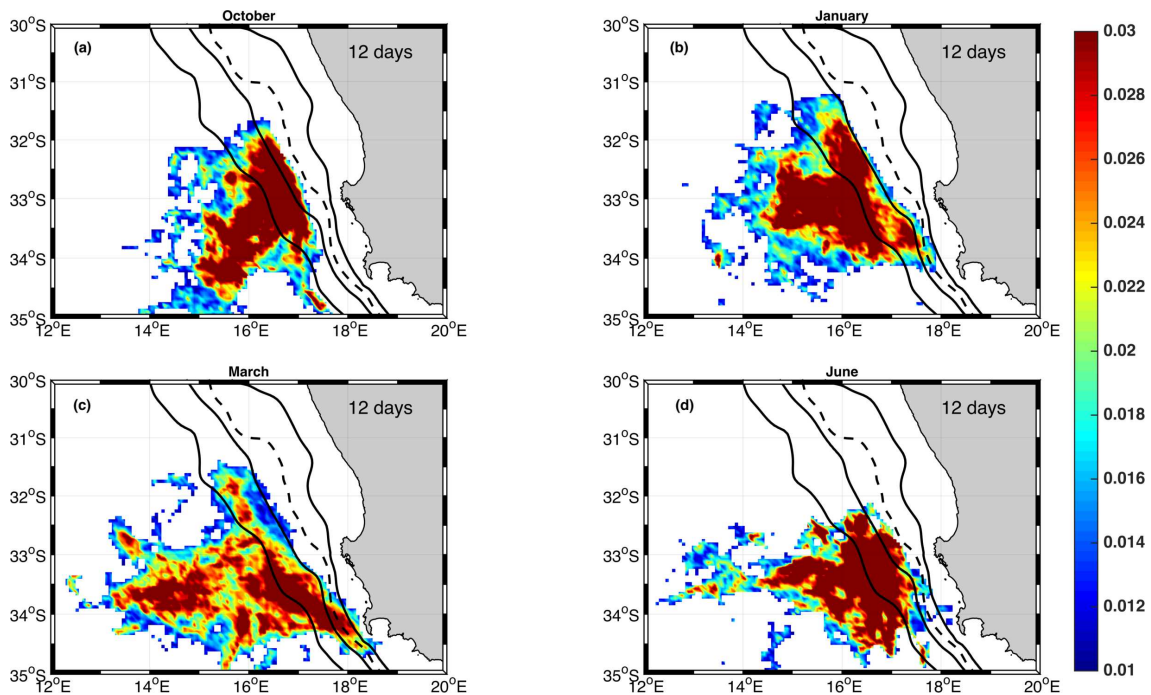 October
(a)
12 days
30°S
31°S
32°S
33°S
34°S
35°S
12°E 14°E 16°E 18°E 20°E
January
(b)
12 days
30°S
31°S
32°S
33°S
34°S
35°S
12°E 14°E 16°E 18°E 20°E
March
(c)
12 days
30°S
31°S
32°S
33°S
34°S
35°S
12°E 14°E 16°E 18°E 20°E
June
(d)
12 days
30°S
31°S
32°S
33°S
34°S
35°S
12°E 14°E 16°E 18°E 20°E
0.03
0.028
0.026
0.024
0.022
0.02
0.018
0.016
0.014
0.012
0.01